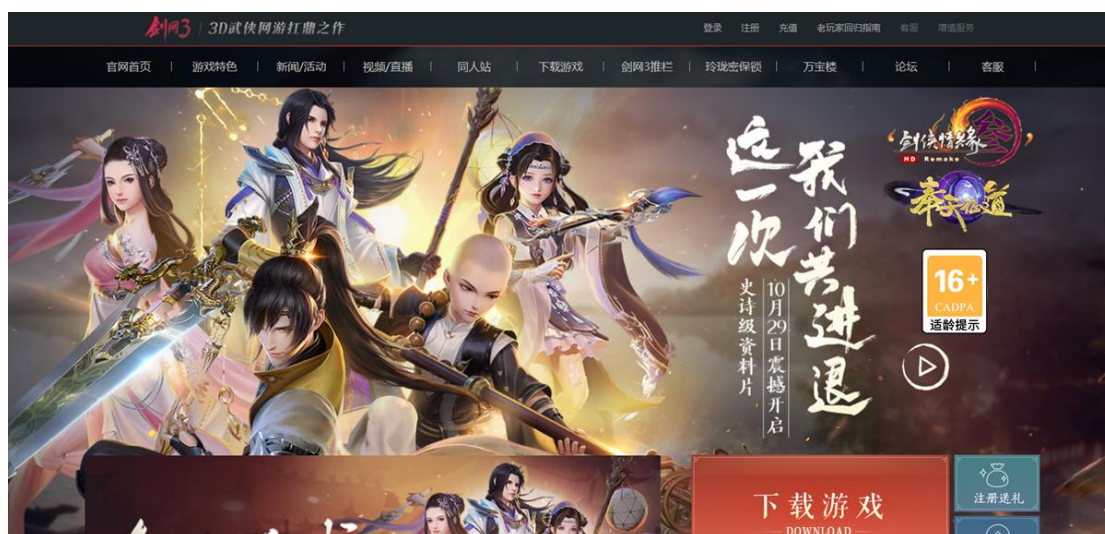 剑网3 | 3D武侠网游扛鼎之作
登录 注册 充值 老玩家回归指南 客服 增值服务
官网首页 | 游戏特色 | 新闻/活动 | 视频/直播 | 同人站 | 下载游戏 | 剑网3推栏 | 玲珑密保锁 | 万宝楼 | 论坛 | 客服 |
这一次
我们共进退
史诗级资料片
10月29日震撼开启
剑侠情缘叁
HD Remake
奉天证道
16+
CADPA
适龄提示
下载游戏
DOWNLOAD
注册送礼